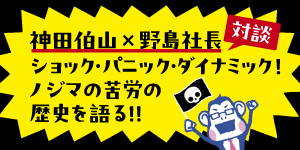 神田伯山×野島社長
対談
ショック・パニック・ダイナミック！
ノジマの苦労の
歴史を語る!!